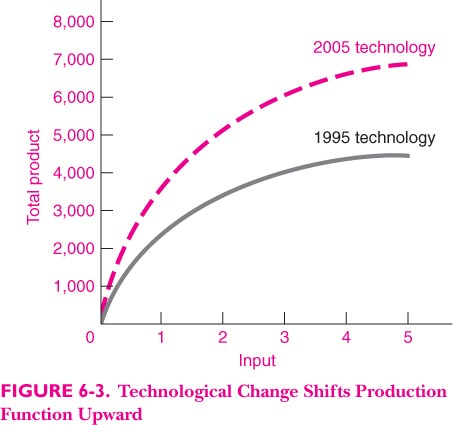 8,000
2005 technology
7,000
6,000
5,000
1995 technology
4,000
3,000
2,000
1,000
Total product
0 1 2 3 4 5
Input
FIGURE 6-3. Technological Change Shifts Production
Function Upward